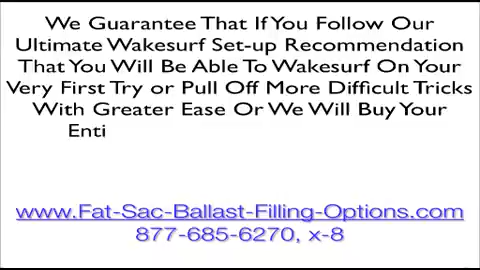 We Guarantee That If You Follow Our
Ultimate Wakesurf Set-up Recommendation
That You Will Be Able To Wakesurf On Your
Very First Try or Pull Off More Difficult Tricks
With Greater Ease Or We Will Buy Your
Enti
www.Fat-Sac-Ballast-Filling-Options.com
877-685-6270, x-8